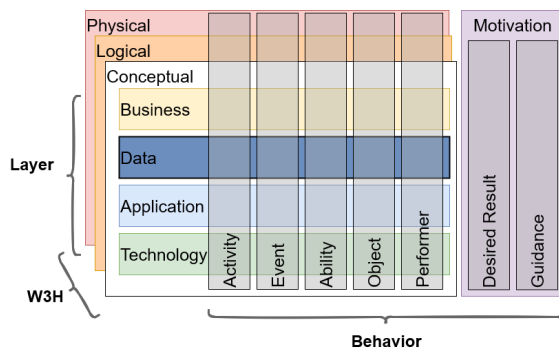 Physical
Motivation
Logical
Conceptual
Business
Layer
Data
Application
Technology
Activity
Event
Ability
Object
Performer
Desired Result
Guidance
W3H
Behavior